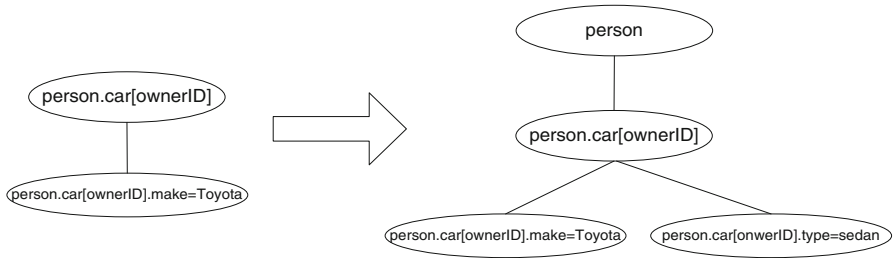 person
person.car[ownerID]
person.car[ownerID]
person.car[ownerID].make=Toyota
person.car[ownerID].make=Toyota
person.car[onwerID].type=sedan